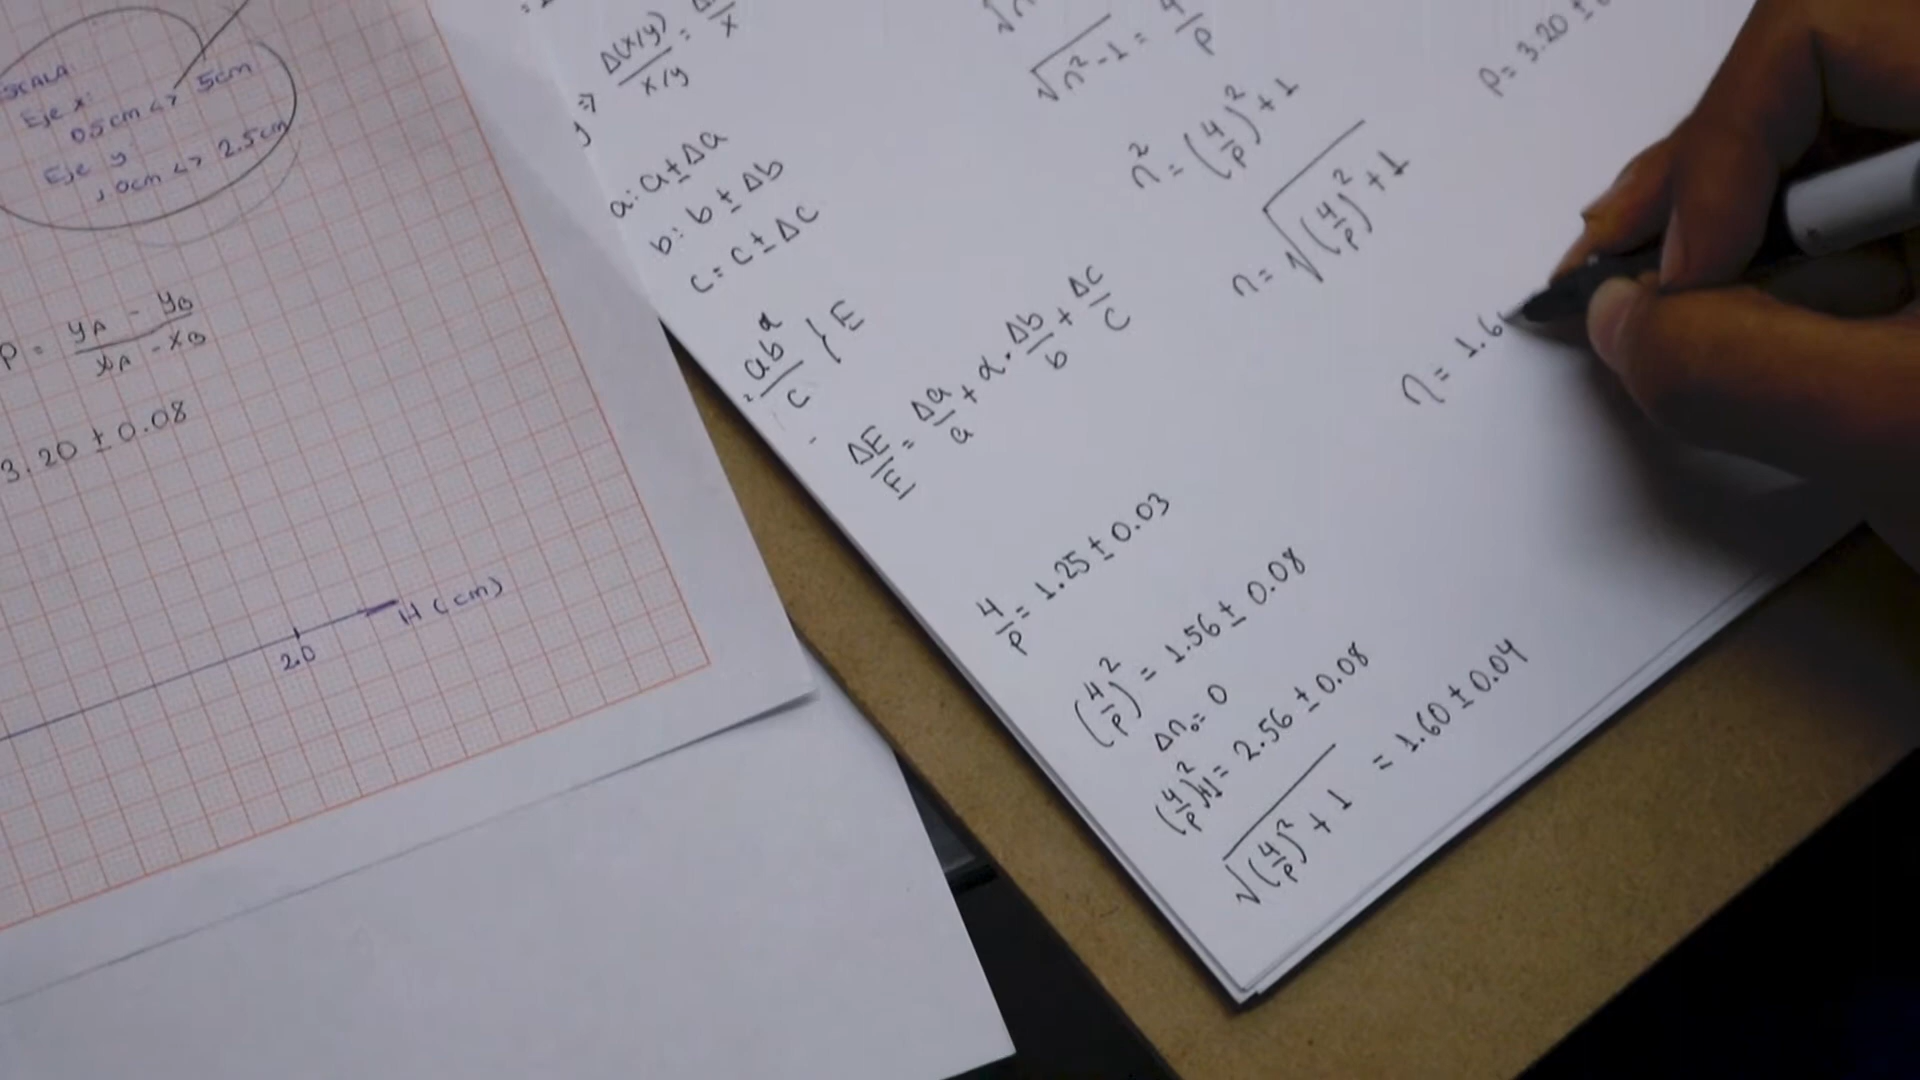 Eje x:
0.5cm <> 5cm
Eje y:
2.5cm
P = yA - yB / xA - xB
3.20 ± 0.08
20
H (cm)
Δ(x/y) / x/y =
a: a ± Δa
b: b ± Δb
c = c ± Δc
ab^α / c
E
ΔE/E = Δa/a + α · Δb/b + Δc/c
4/P = 1.25 ± 0.03
(4/P)² = 1.56 ± 0.08
Δn₀ = 0
(4/P)² + 1 = 2.56 ± 0.08
√((4/P)² + 1) = 1.60 ± 0.04
√(n² - 1) = 4/P
n² = (4/P)² + 1
n = √((4/P)² + 1)
P = 3.20 ±
n = 1.6